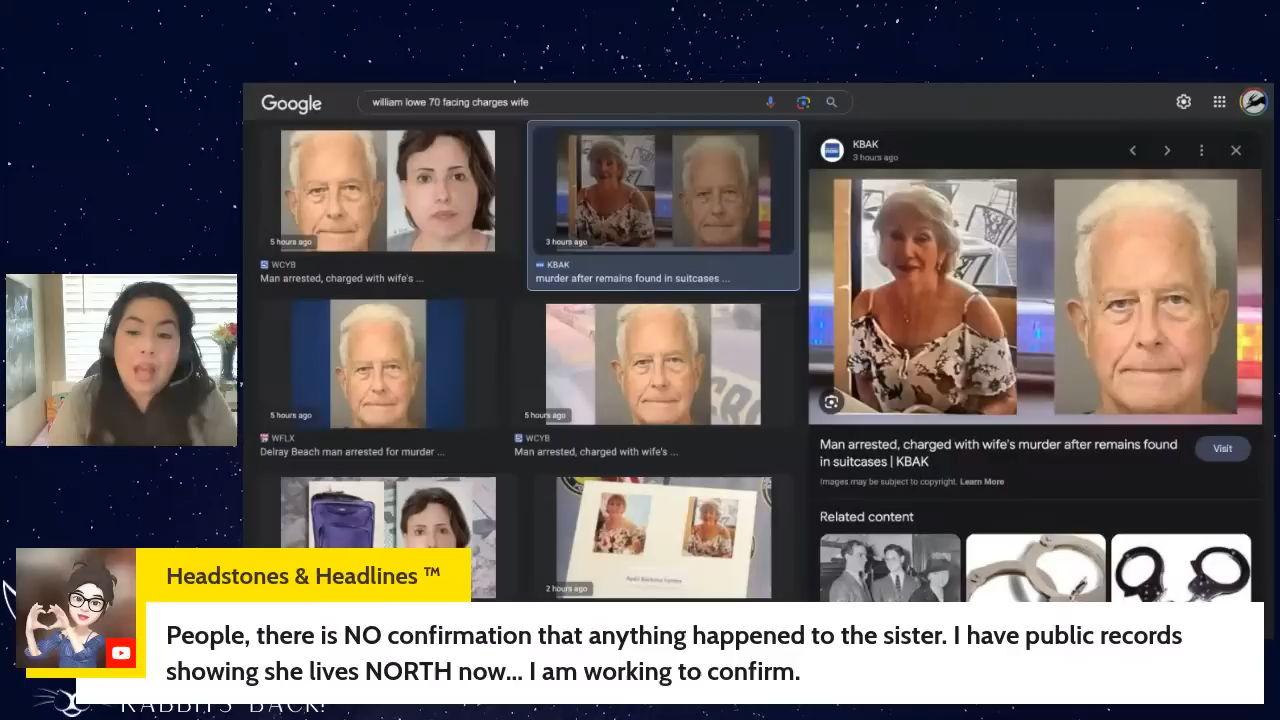 Google
william lowe 70 facing charges wife
5 hours ago
WCYB
Man arrested, charged with wife's ...
3 hours ago
KBAK
murder after remains found in suitcases ...
5 hours ago
WFLX
Delray Beach man arrested for murder ...
5 hours ago
WCYB
Man arrested, charged with wife's ...
2 hours ago
KBAK
3 hours ago
Man arrested, charged with wife's murder after remains found
in suitcases | KBAK
Visit
Images may be subject to copyright. Learn More
Related content
Headstones & Headlines ™
People, there is NO confirmation that anything happened to the sister. I have public records
showing she lives NORTH now... I am working to confirm.
RABBITS BACK!